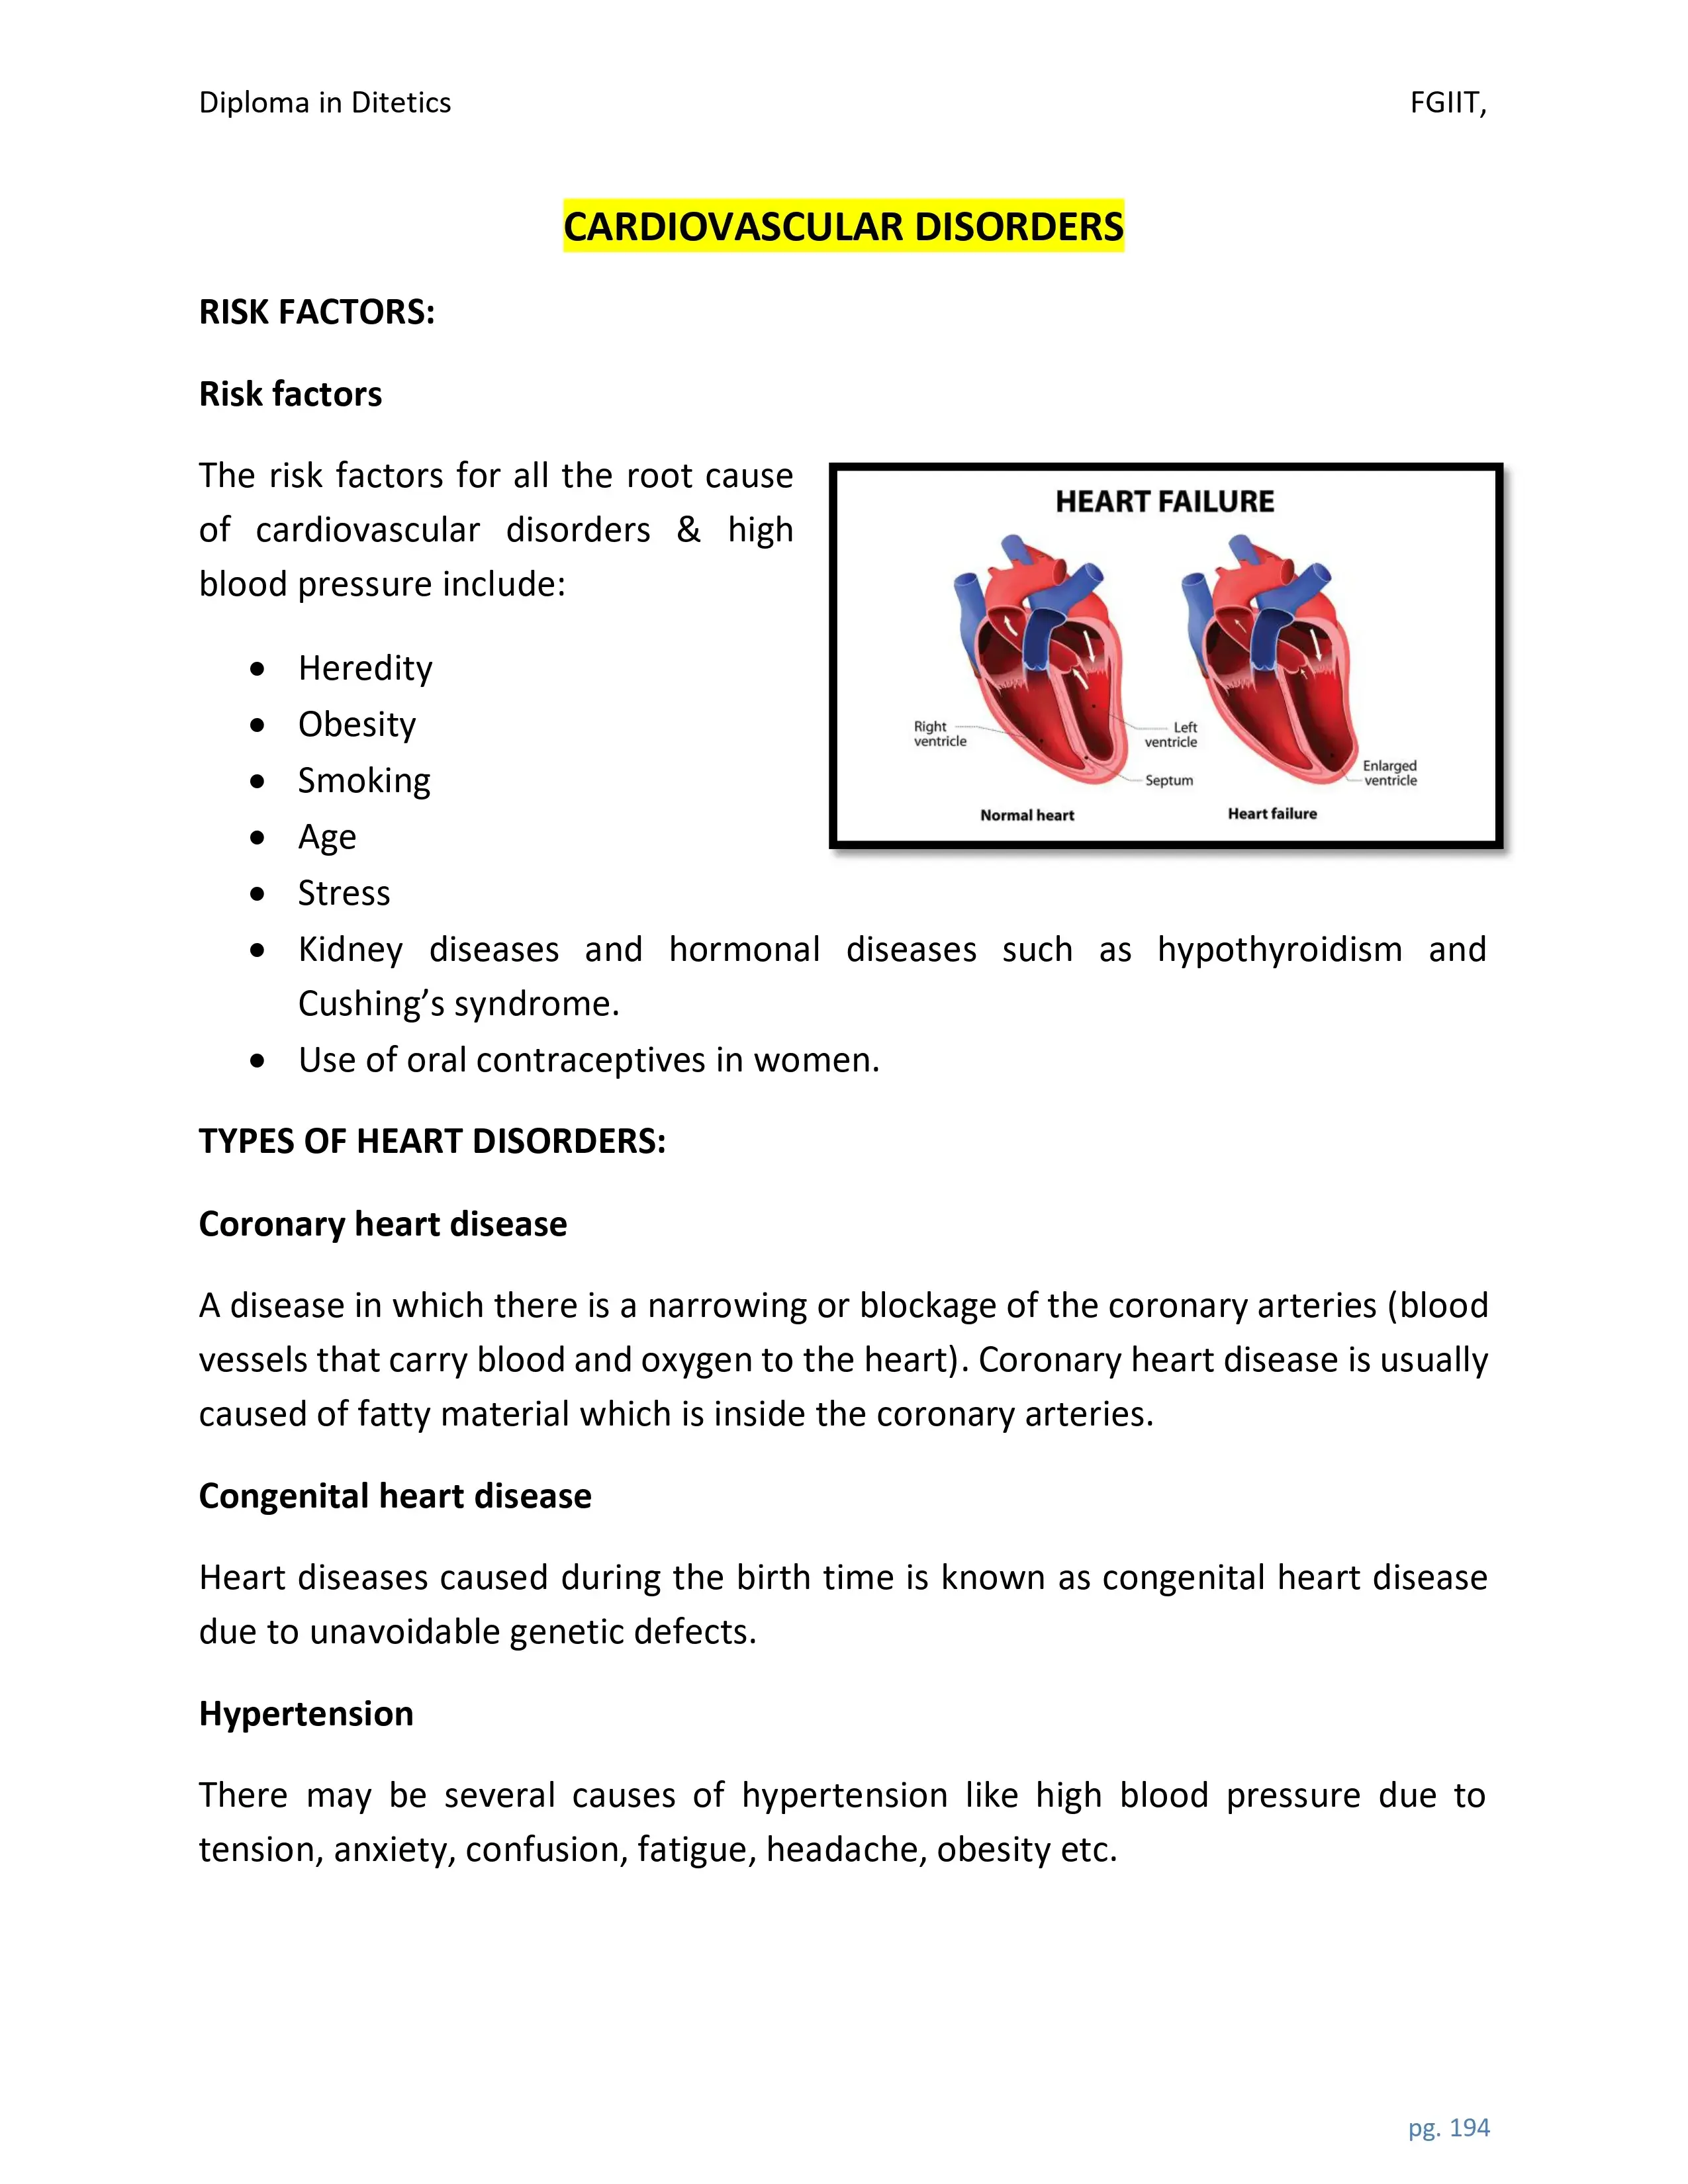 Diploma in Ditetics FGIIT,
CARDIOVASCULAR DISORDERS
RISK FACTORS:
Risk factors
The risk factors for all the root cause
of cardiovascular disorders & high
blood pressure include:
HEART FAILURE
Right
ventricle
Left
ventricle
Septum
Enlarged
ventricle
Normal heart
Heart failure
• Heredity
• Obesity
• Smoking
• Age
• Stress
• Kidney diseases and hormonal diseases such as hypothyroidism and
Cushing’s syndrome.
• Use of oral contraceptives in women.
TYPES OF HEART DISORDERS:
Coronary heart disease
A disease in which there is a narrowing or blockage of the coronary arteries (blood
vessels that carry blood and oxygen to the heart). Coronary heart disease is usually
caused of fatty material which is inside the coronary arteries.
Congenital heart disease
Heart diseases caused during the birth time is known as congenital heart disease
due to unavoidable genetic defects.
Hypertension
There may be several causes of hypertension like high blood pressure due to
tension, anxiety, confusion, fatigue, headache, obesity etc.
pg. 194